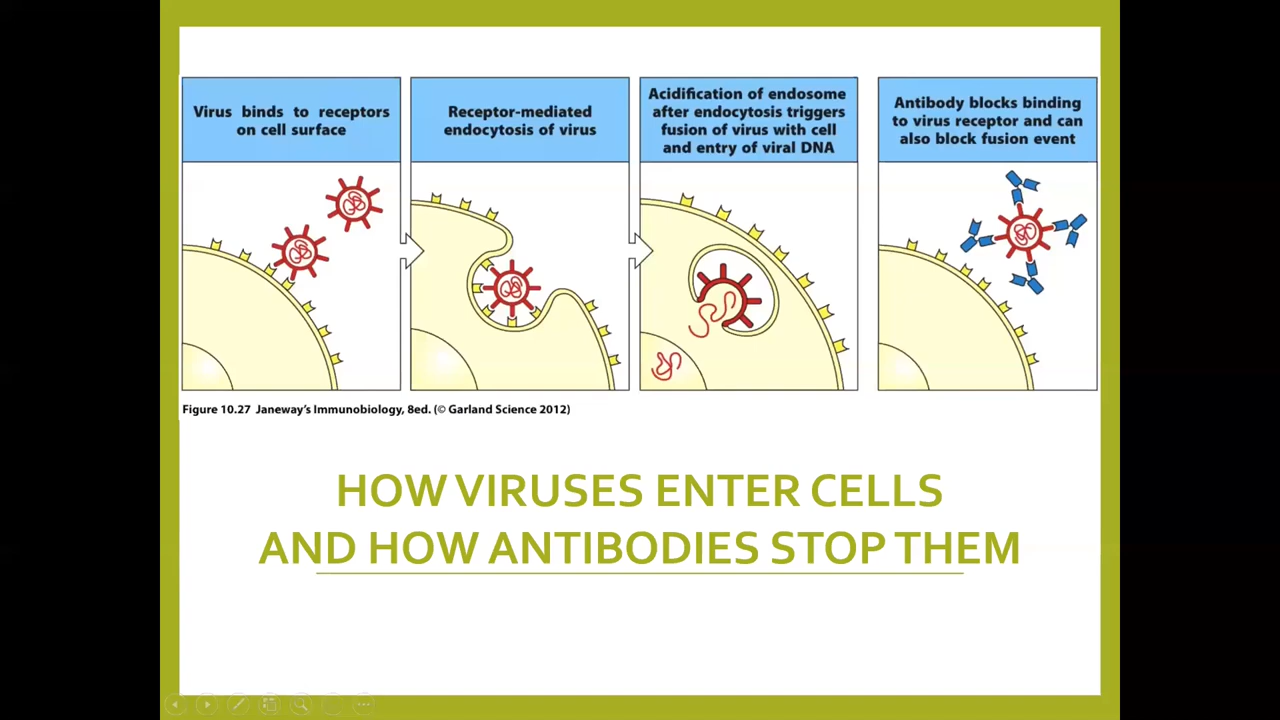 Virus binds to receptors
on cell surface
Receptor-mediated
endocytosis of virus
Acidification of endosome
after endocytosis triggers
fusion of virus with cell
and entry of viral DNA
Antibody blocks binding
to virus receptor and can
also block fusion event
Figure 10.27 Janeway's Immunobiology, 8ed. (© Garland Science 2012)
HOW VIRUSES ENTER CELLS
AND HOW ANTIBODIES STOP THEM